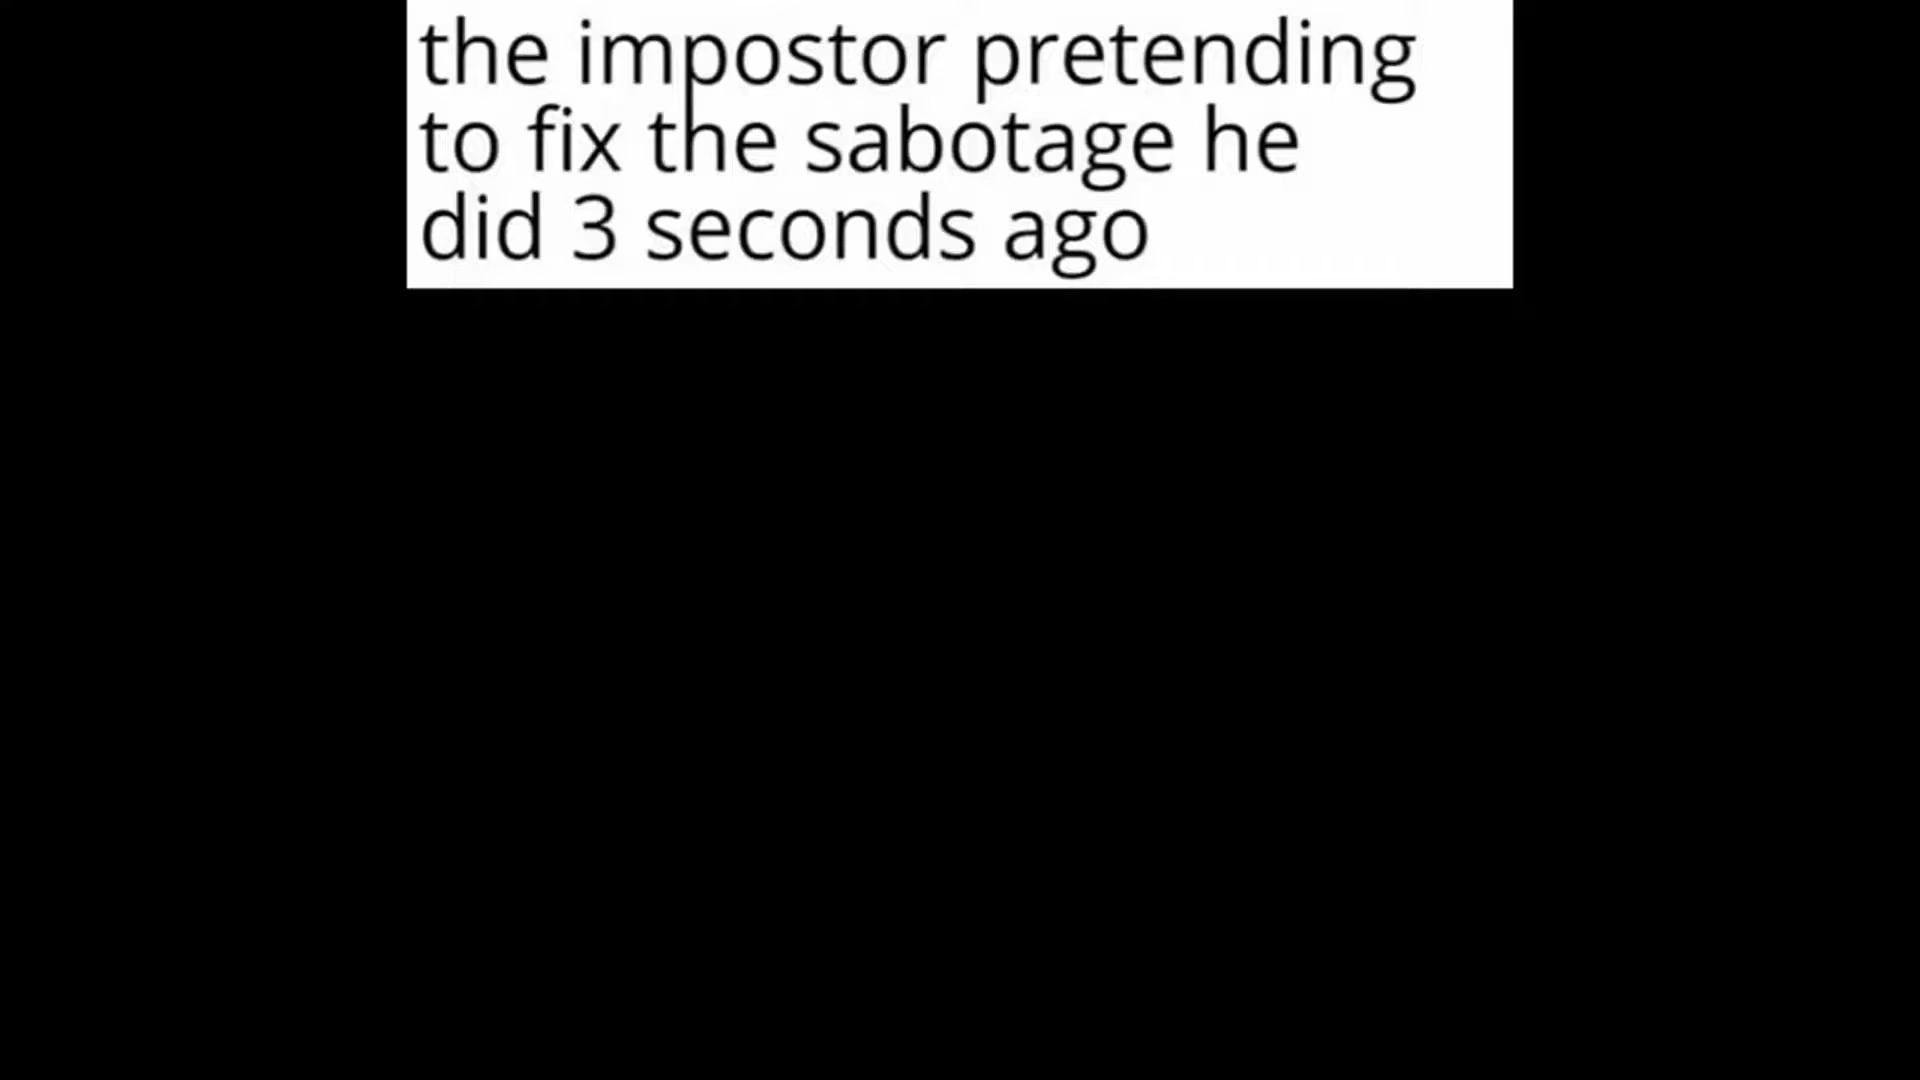 the impostor pretending
to fix the sabotage he
did 3 seconds ago